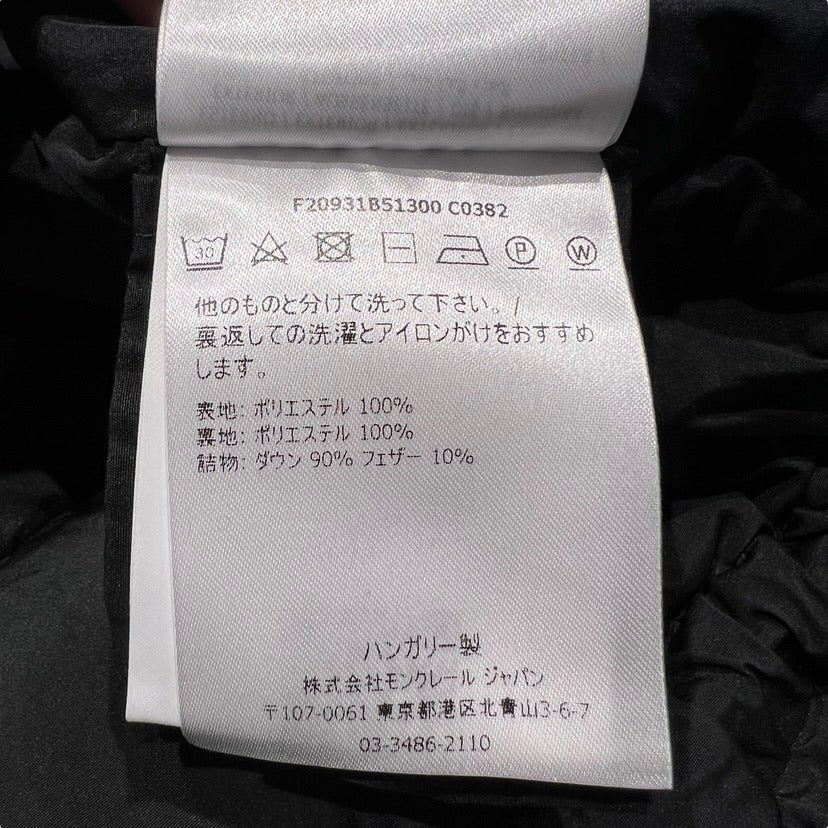 F20931B51300 C0382
30
P
W
他のものと分けて洗って下さい。/
裏返しての洗濯とアイロンがけをおすすめ
します。
表地: ポリエステル 100%
裏地: ポリエステル 100%
詰物: ダウン 90% フェザー 10%
ハンガリー製
株式会社モンクレール ジャパン
〒107-0061 東京都港区北青山3-6-7
03-3486-2110